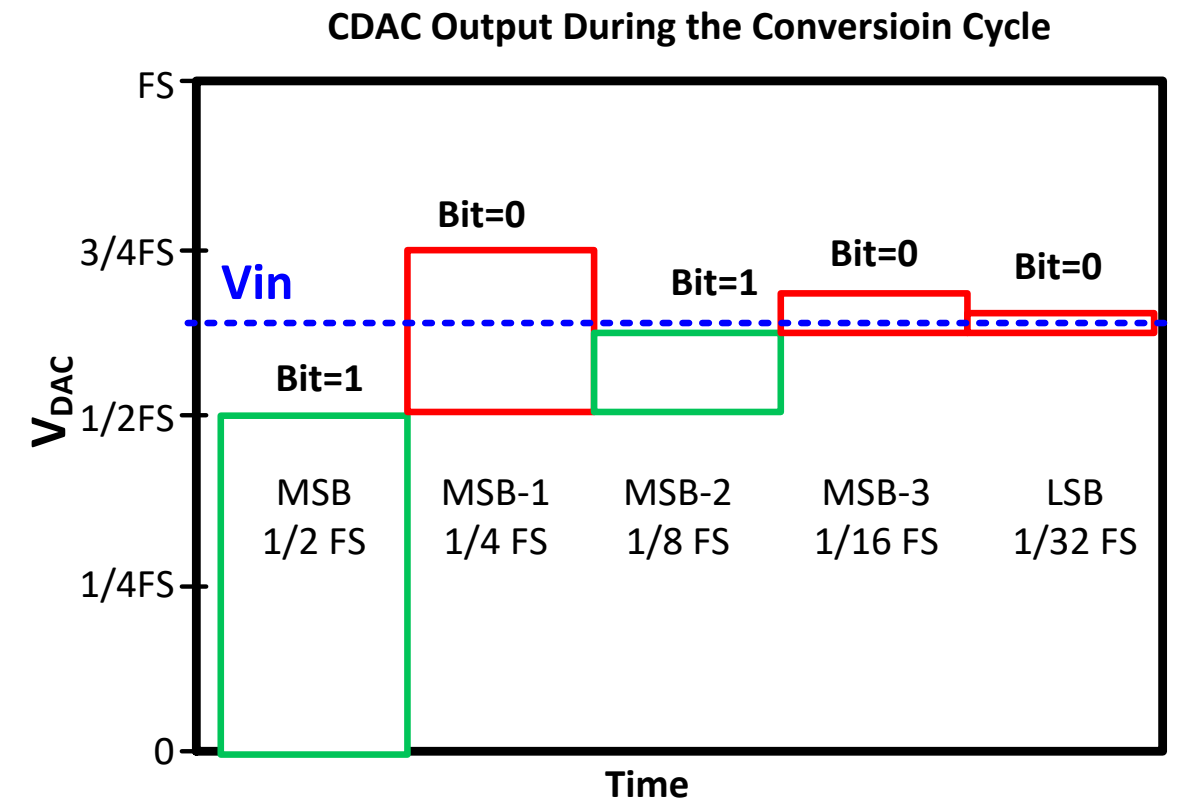 CDAC Output During the Conversioin Cycle
FS
3/4FS
1/2FS
1/4FS
0
VDAC
Vin
Bit=1
Bit=0
Bit=1
Bit=0
Bit=0
MSB
1/2 FS
MSB-1
1/4 FS
MSB-2
1/8 FS
MSB-3
1/16 FS
LSB
1/32 FS
Time